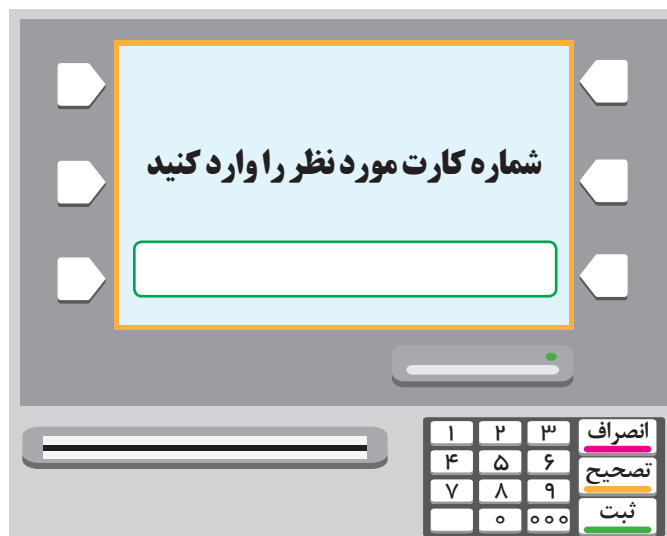 شماره کارت مورد نظر را وارد کنید
۱ ۲ ۳ انصراف
۴ ۵ ۶ تصحیح
۷ ۸ ۹
۰ ۰۰۰ ثبت